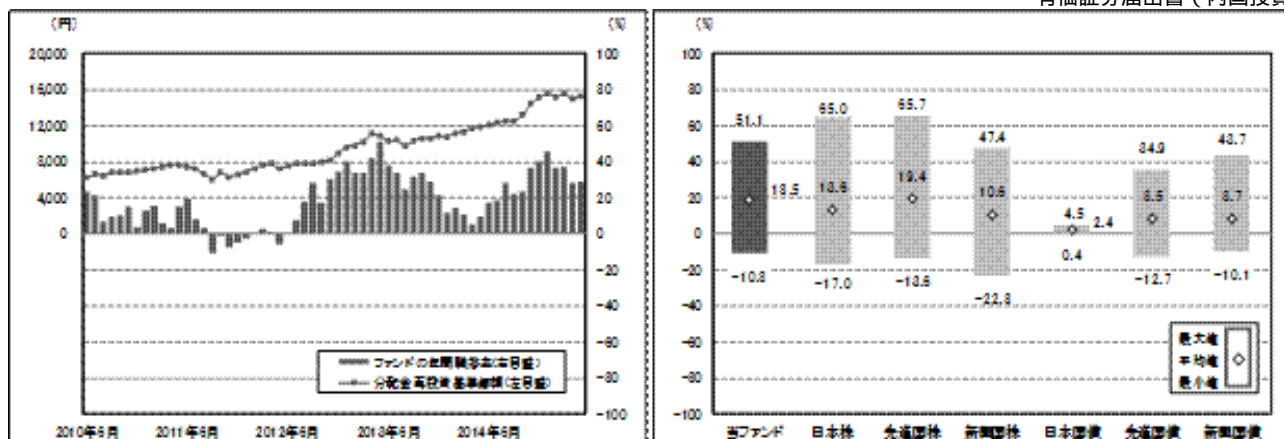 有価証券届出書(内国投資
(円)
(%)
20,000
16,000
12,000
8,000
4,000
0
100
80
60
40
20
0
-20
-40
-60
-80
-100
ファンドの年間騰落率(右目盛)
分配金再投資基準価額(左目盛)
2010年6月
2011年6月
2012年6月
2013年6月
2014年6月
(%)
100
80
60
40
20
0
-20
-40
-60
-80
-100
51.1
65.0
65.7
47.4
4.5
34.9
43.7
18.5
13.6
19.4
10.6
2.4
8.5
8.7
-10.8
-17.0
-13.6
-22.8
0.4
-12.7
-10.1
最大値
平均値
最小値
当ファンド
日本株
先進国株
新興国株
日本国債
先進国債
新興国債